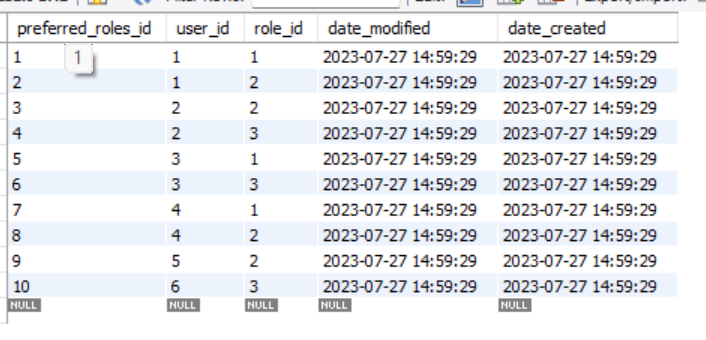 preferred_roles_id user_id role_id date_modified date_created
1 1 1 1 2023-07-27 14:59:29 2023-07-27 14:59:29
2 1 2 2023-07-27 14:59:29 2023-07-27 14:59:29
3 2 2 2023-07-27 14:59:29 2023-07-27 14:59:29
4 2 3 2023-07-27 14:59:29 2023-07-27 14:59:29
5 3 1 2023-07-27 14:59:29 2023-07-27 14:59:29
6 3 3 2023-07-27 14:59:29 2023-07-27 14:59:29
7 4 1 2023-07-27 14:59:29 2023-07-27 14:59:29
8 4 2 2023-07-27 14:59:29 2023-07-27 14:59:29
9 5 2 2023-07-27 14:59:29 2023-07-27 14:59:29
10 6 3 2023-07-27 14:59:29 2023-07-27 14:59:29
NULL NULL NULL NULL NULL